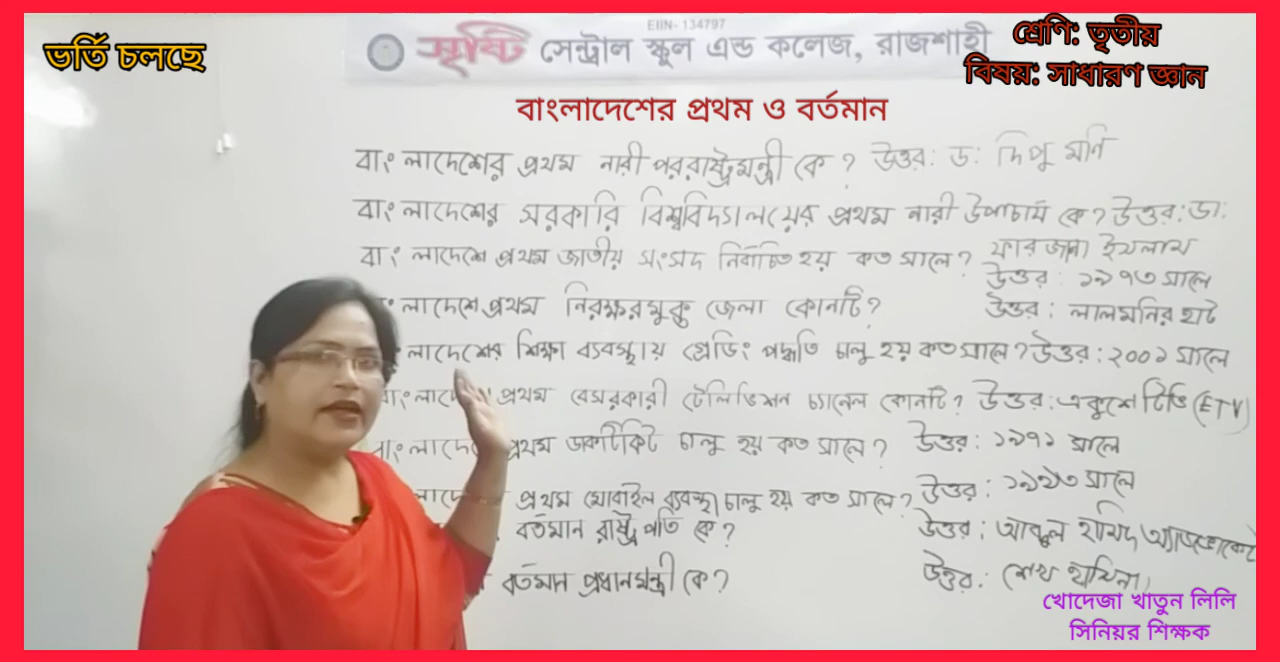 EIIN- 134797
সৃষ্টি সেন্ট্রাল স্কুল এন্ড কলেজ, রাজশাহী
ভর্তি চলছে
শ্রেণি: তৃতীয়
বিষয়: সাধারণ জ্ঞান
বাংলাদেশের প্রথম ও বর্তমান
বাংলাদেশের প্রথম নারী পররাষ্ট্রমন্ত্রী কে? উত্তর: ড: দিপু মনি
বাংলাদেশের সরকারি বিশ্ববিদ্যালয়ের প্রথম নারী উপাচার্য কে? উত্তর: ডা:
ফারজানা ইসলাম
বাংলাদেশে প্রথম জাতীয় সংসদ নির্বাচিত হয় কত সালে? উত্তর: ১৯৭৩ সালে
বাংলাদেশে প্রথম নিরক্ষরমুক্ত জেলা কোনটি? উত্তর: লালমনির হাট
বাংলাদেশের শিক্ষা ব্যবস্থায় গ্রেডিং পদ্ধতি চালু হয় কত সালে? উত্তর: ২০০১ সালে
বাংলাদেশে প্রথম বেসরকারী টেলিভিশন চ্যানেল কোনটি? উত্তর: একুশে টিভি (ETV)
বাংলাদে প্রথম ডাকটিকিট চালু হয় কত সালে? উত্তর: ১৯৭১ সালে
লাদে প্রথম মোবাইল ব্যবস্থা চালু হয় কত সালে? উত্তর: ১৯৯৩ সালে
বর্তমান রাষ্ট্রপতি কে? উত্তর: আব্দুল হামিদ অ্যাডভোকেট
বর্তমান প্রধানমন্ত্রী কে? উত্তর: শেখ হাসিনা
খোদেজা খাতুন লিলি
সিনিয়র শিক্ষক